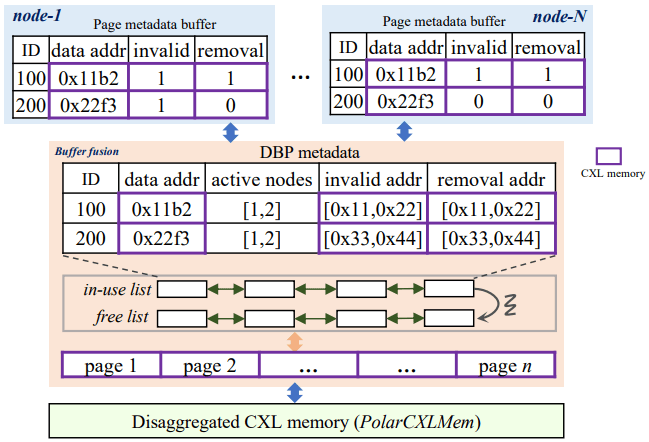 node-1
Page metadata buffer
ID data addr invalid removal
100 0x11b2 1 1
200 0x22f3 1 0
...
node-N
Page metadata buffer
ID data addr invalid removal
100 0x11b2 1 1
200 0x22f3 0 0
Buffer fusion
DBP metadata
ID data addr active nodes invalid addr removal addr
100 0x11b2 [1,2] [0x11,0x22] [0x11,0x22]
200 0x22f3 [1,2] [0x33,0x44] [0x33,0x44]
CXL memory
in-use list
free list
page 1 page 2 ... ... page n
Disaggregated CXL memory (PolarCXLMem)